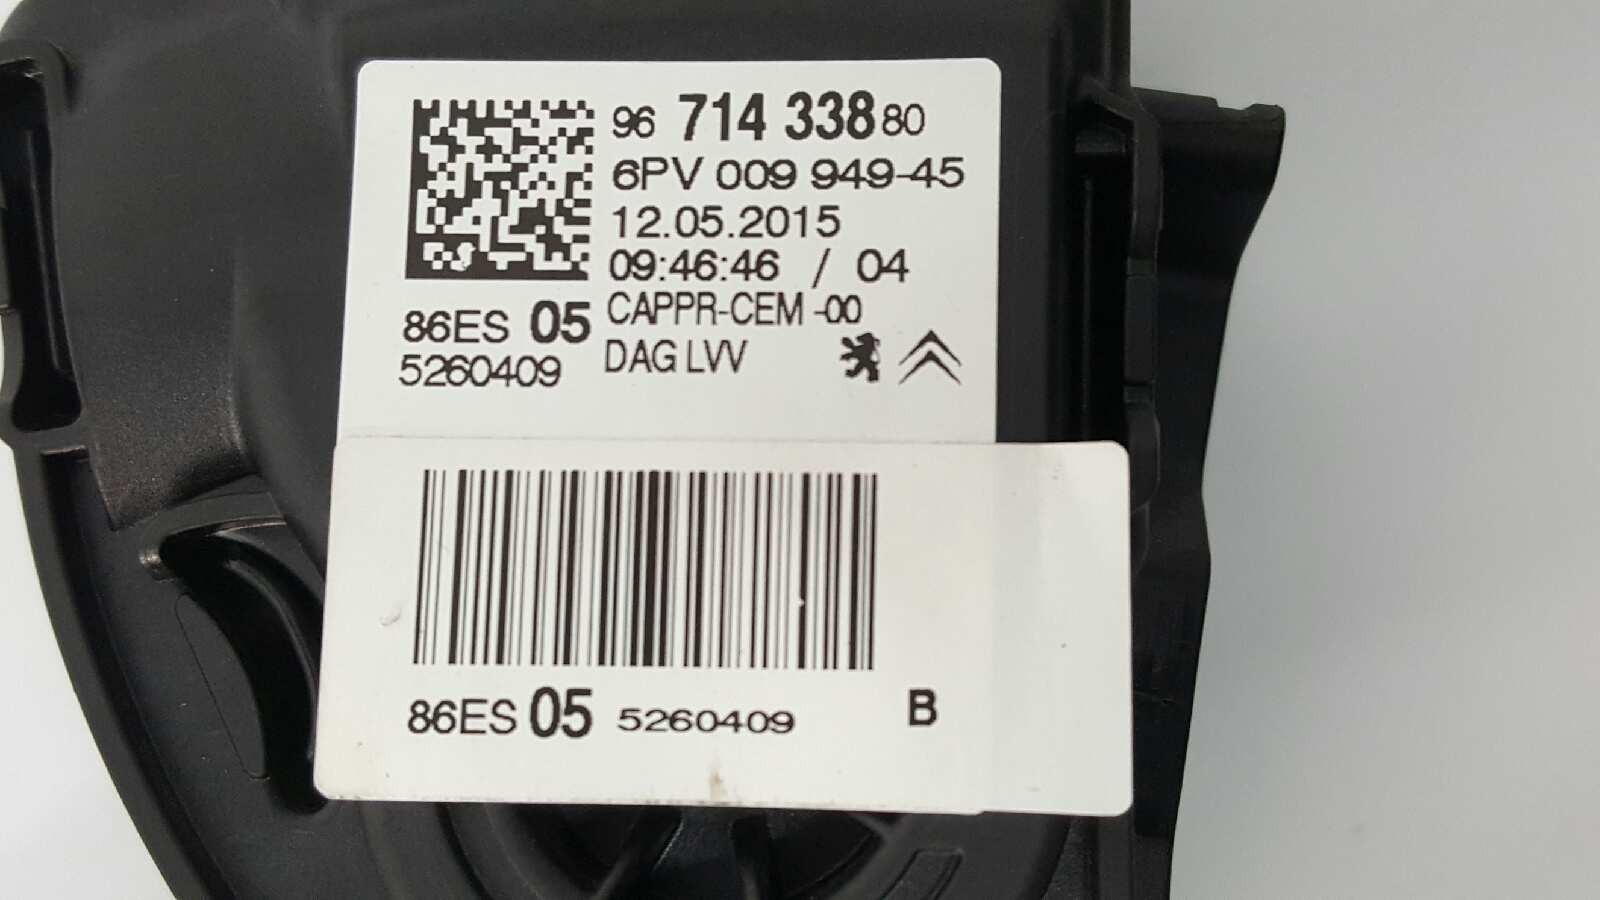 96 714 338 80
6PV 009 949-45
12.05.2015
09:46:46 / 04
CAPPR-CEM -00
DAG LVV
86ES 05
5260409
86ES 05 5260409 B